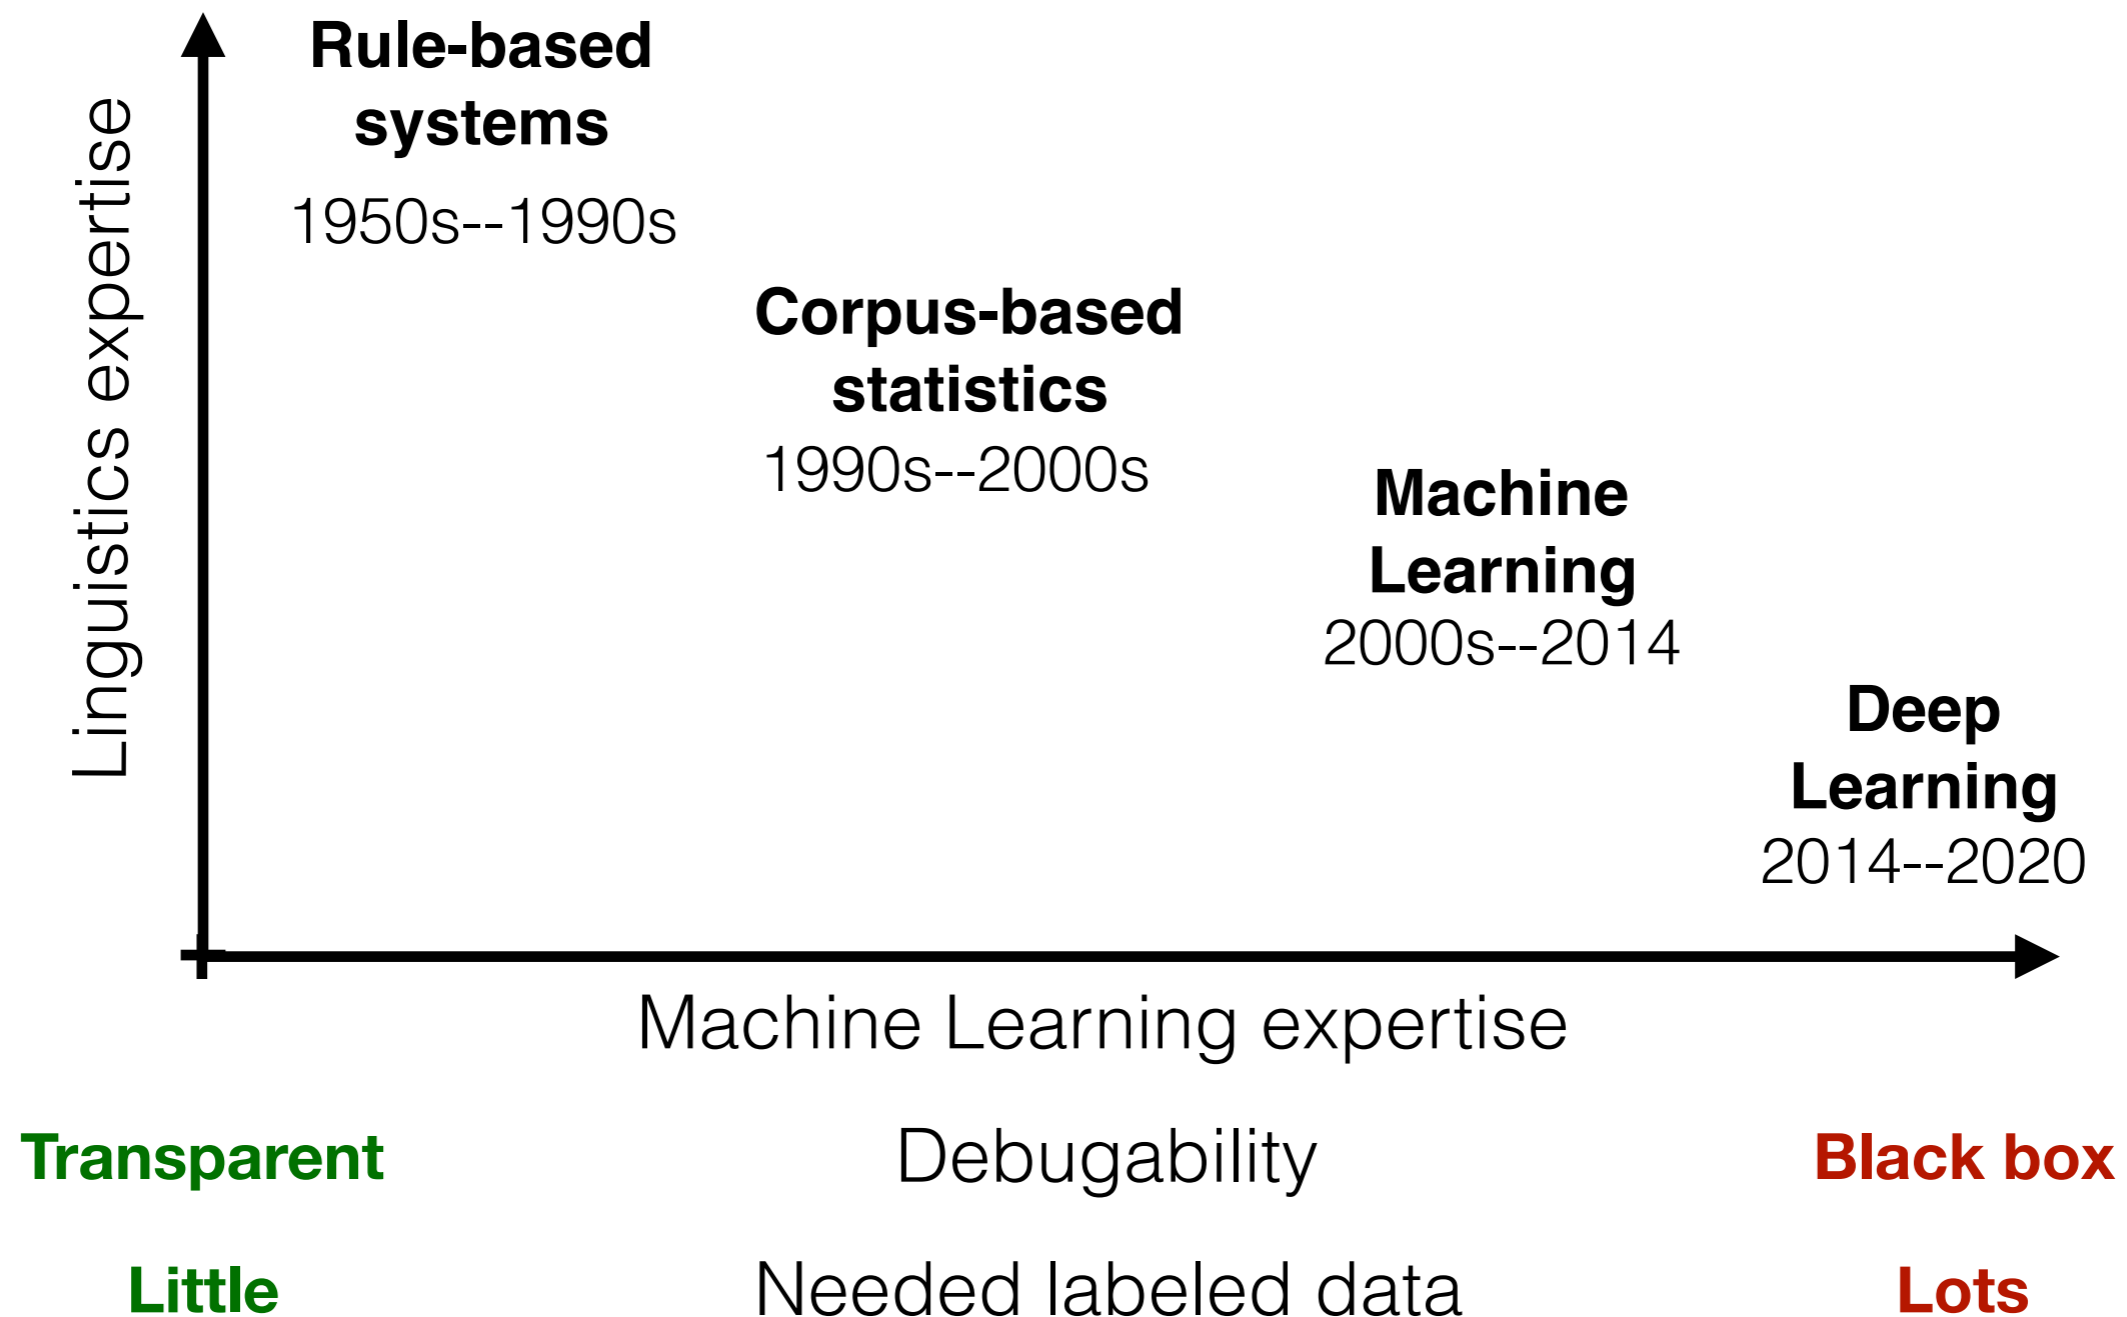 Rule-based
systems
1950s--1990s
Corpus-based
statistics
1990s--2000s
Machine
Learning
2000s--2014
Deep
Learning
2014--2020
Linguistics expertise
Machine Learning expertise
Transparent Debugability Black box
Little Needed labeled data Lots